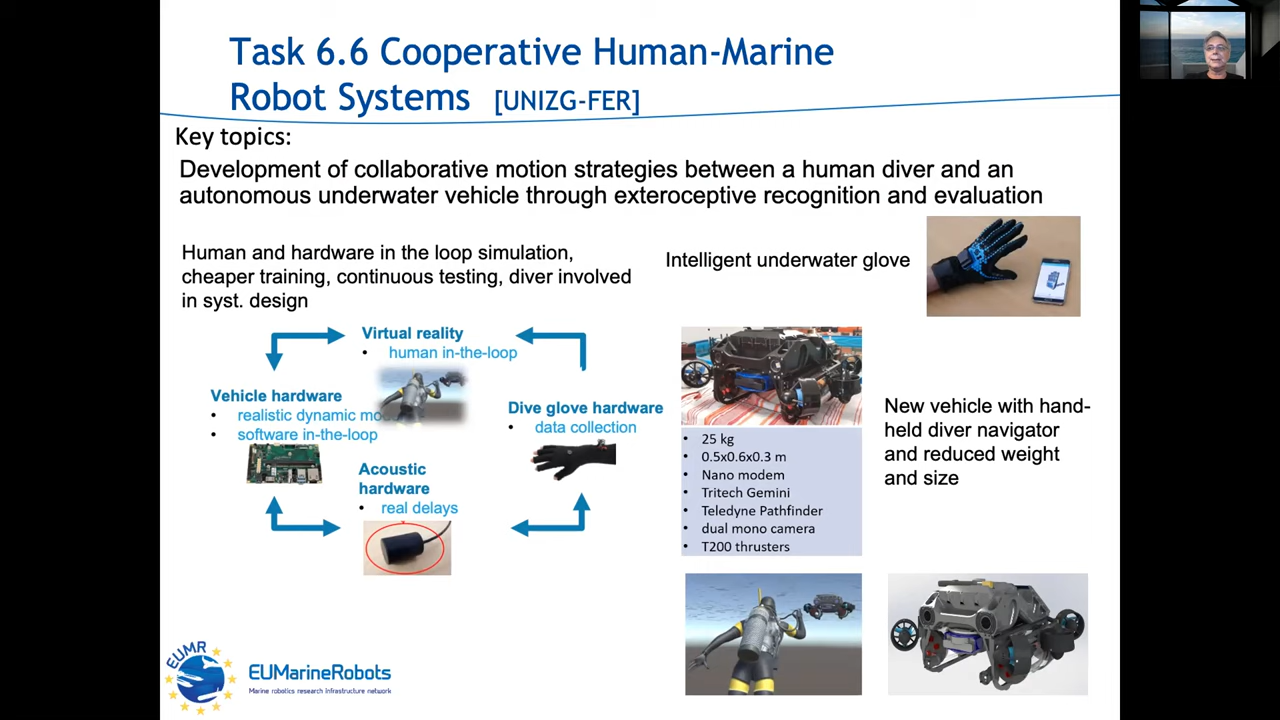 Task 6.6 Cooperative Human-Marine
Robot Systems [UNIZG-FER]
Key topics:
Development of collaborative motion strategies between a human diver and an
autonomous underwater vehicle through exteroceptive recognition and evaluation
Human and hardware in the loop simulation,
cheaper training, continuous testing, diver involved
in syst. design
Virtual reality
• human in-the-loop
Vehicle hardware
• realistic dynamic
• software in-the-loop
Dive glove hardware
• data collection
Acoustic
hardware
• real delays
Intelligent underwater glove
• 25 kg
• 0.5x0.6x0.3 m
• Nano modem
• Tritech Gemini
• Teledyne Pathfinder
• dual mono camera
• T200 thrusters
New vehicle with hand-
held diver navigator
and reduced weight
and size
EUMR
EUMarineRobots
Marine robotics research infrastructure network